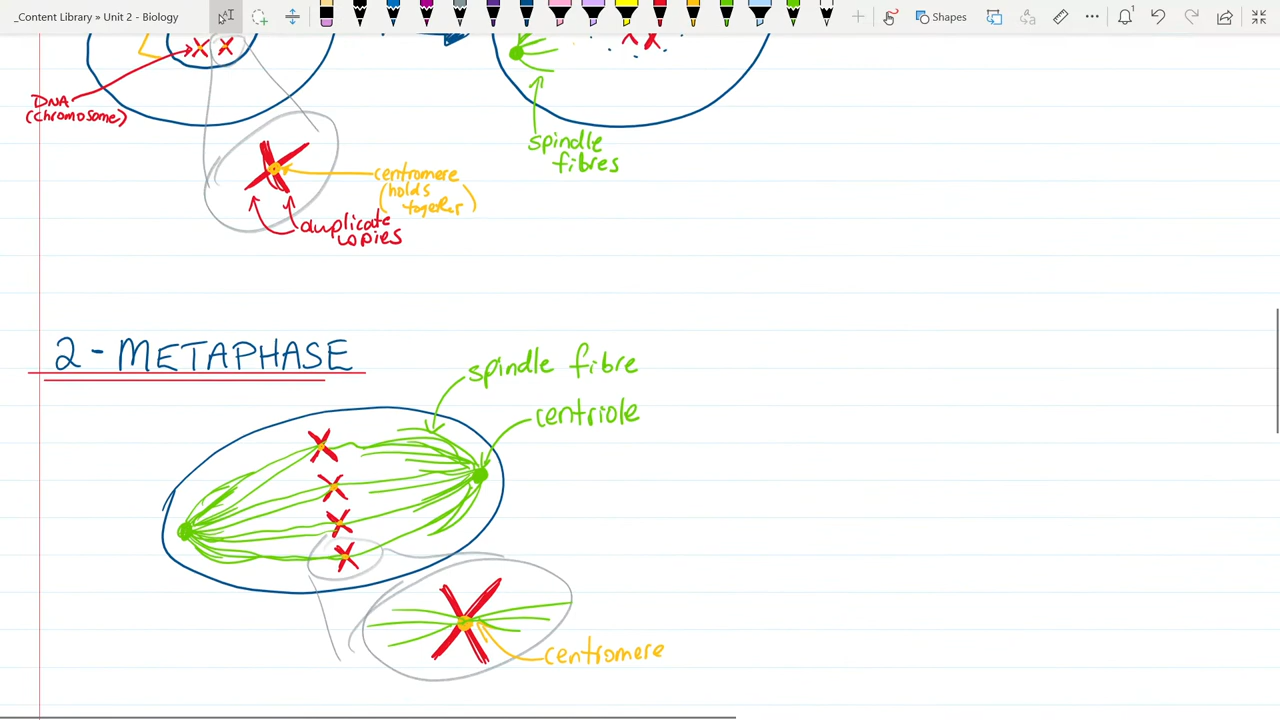 _Content Library » Unit 2 - Biology
Shapes
DNA
(chromosome)
centromere
(holds
together)
duplicate
copies
spindle
fibres
2 - METAPHASE
spindle fibre
centriole
centromere